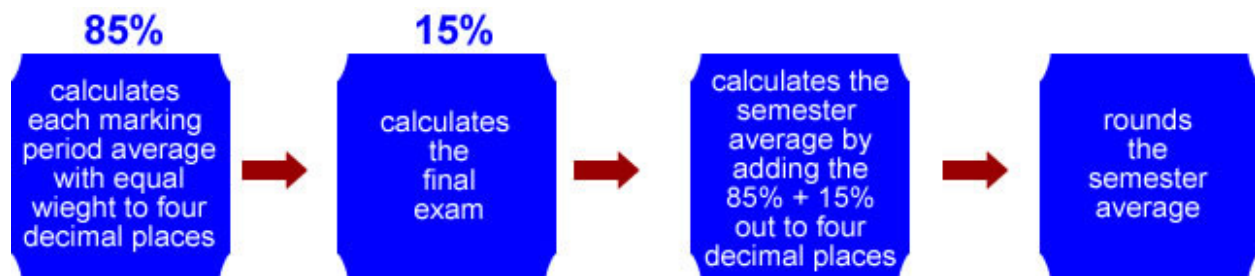 85%
calculates
each marking
period average
with equal
wieght to four
decimal places
15%
calculates
the
final
exam
calculates the
semester
average by
adding the
85% + 15%
out to four
decimal places
rounds
the
semester
average